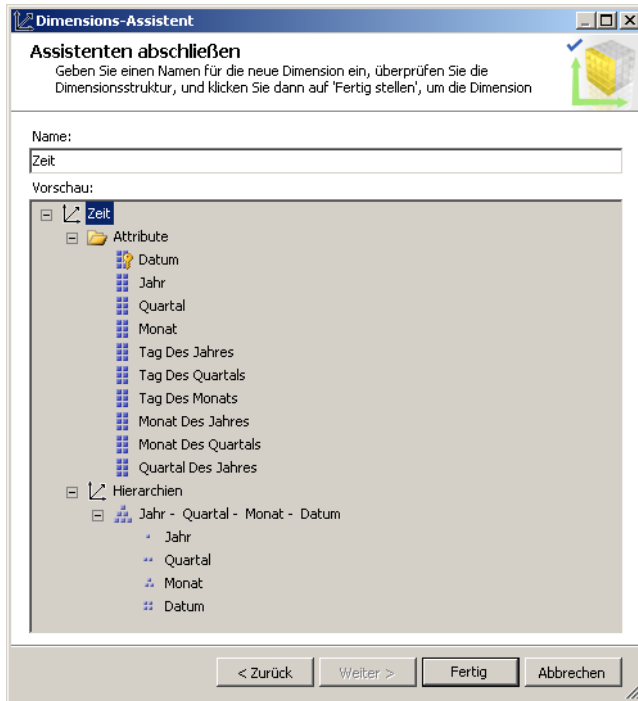 Dimensions-Assistent
Assistenten abschließen
Geben Sie einen Namen für die neue Dimension ein, überprüfen Sie die
Dimensionsstruktur, und klicken Sie dann auf 'Fertig stellen', um die Dimension
Name:
Zeit
Vorschau:
Zeit
Attribute
Datum
Jahr
Quartal
Monat
Tag Des Jahres
Tag Des Quartals
Tag Des Monats
Monat Des Jahres
Monat Des Quartals
Quartal Des Jahres
Hierarchien
Jahr - Quartal - Monat - Datum
Jahr
Quartal
Monat
Datum
< Zurück Weiter > Fertig Abbrechen